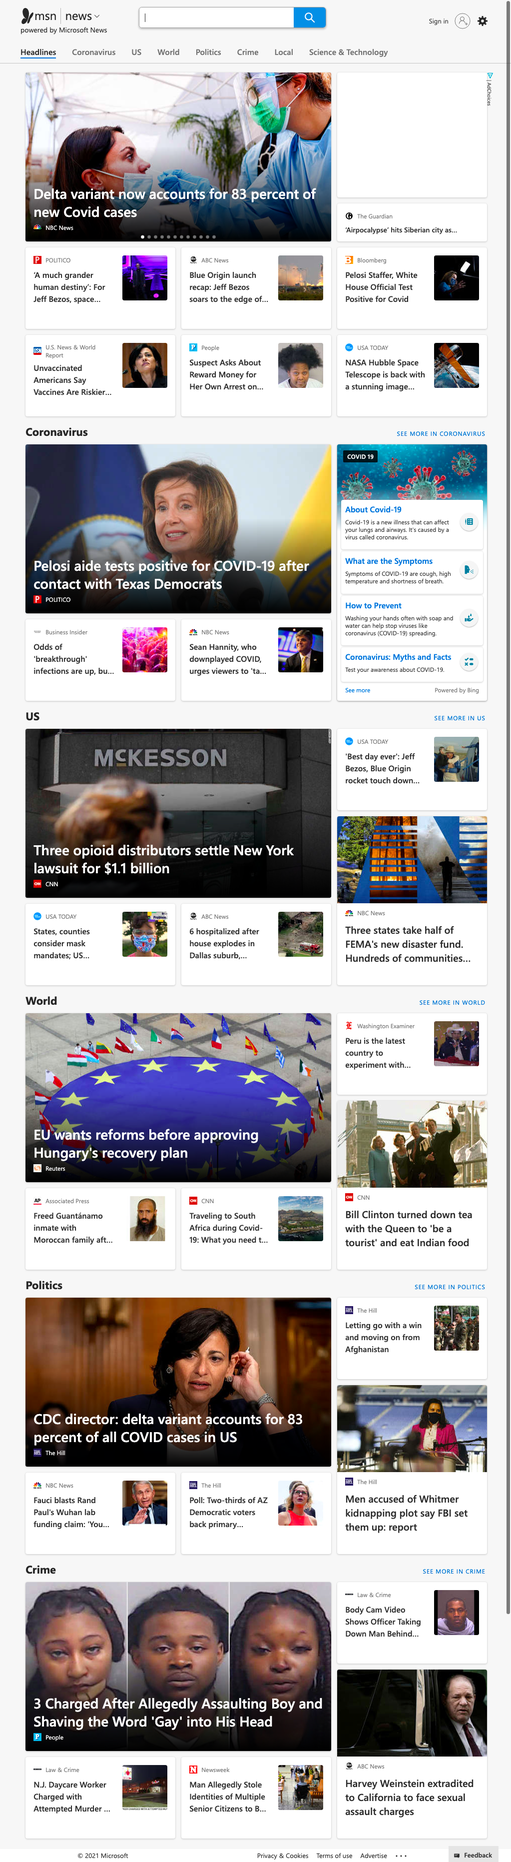 msn | news
powered by Microsoft News
Sign in
Headlines
Coronavirus
US
World
Politics
Crime
Local
Science & Technology
Delta variant now accounts for 83 percent of
new Covid cases
NBC News
AdChoices
The Guardian
'Airpocalypse' hits Siberian city as...
POLITICO
'A much grander
human destiny': For
Jeff Bezos, space...
ABC News
Blue Origin launch
recap: Jeff Bezos
soars to the edge of...
Bloomberg
Pelosi Staffer, White
House Official Test
Positive for Covid
U.S. News & World
Report
Unvaccinated
Americans Say
Vaccines Are Riskier...
People
Suspect Asks About
Reward Money for
Her Own Arrest on...
USA TODAY
NASA Hubble Space
Telescope is back with
a stunning image...
Coronavirus
SEE MORE IN CORONAVIRUS
Pelosi aide tests positive for COVID-19 after
contact with Texas Democrats
POLITICO
COVID 19
About Covid-19
Covid-19 is a new illness that can affect
your lungs and airways. It's caused by a
virus called coronavirus.
What are the Symptoms
Symptoms of COVID-19 are cough, high
temperature and shortness of breath.
How to Prevent
Washing your hands often with soap and
water can help stop viruses like
coronavirus (COVID-19) spreading.
Coronavirus: Myths and Facts
Test your awareness about COVID-19.
See more
Powered by Bing
Business Insider
Odds of
'breakthrough'
infections are up, bu...
NBC News
Sean Hannity, who
downplayed COVID,
urges viewers to 'ta...
US
SEE MORE IN US
MCKESSON
Three opioid distributors settle New York
lawsuit for $1.1 billion
CNN
USA TODAY
'Best day ever': Jeff
Bezos, Blue Origin
rocket touch down...
NBC News
Three states take half of
FEMA's new disaster fund.
Hundreds of communities...
USA TODAY
States, counties
consider mask
mandates; US...
ABC News
6 hospitalized after
house explodes in
Dallas suburb,...
World
SEE MORE IN WORLD
EU wants reforms before approving
Hungary's recovery plan
Reuters
Washington Examiner
Peru is the latest
country to
experiment with...
CNN
Bill Clinton turned down tea
with the Queen to 'be a
tourist' and eat Indian food
AP
Associated Press
Freed Guantánamo
inmate with
Moroccan family aft...
CNN
Traveling to South
Africa during Covid-
19: What you need t...
Politics
SEE MORE IN POLITICS
CDC director: delta variant accounts for 83
percent of all COVID cases in US
The Hill
The Hill
Letting go with a win
and moving on from
Afghanistan
The Hill
Men accused of Whitmer
kidnapping plot say FBI set
them up: report
NBC News
Fauci blasts Rand
Paul's Wuhan lab
funding claim: 'You...
The Hill
Poll: Two-thirds of AZ
Democratic voters
back primary...
Crime
SEE MORE IN CRIME
3 Charged After Allegedly Assaulting Boy and
Shaving the Word 'Gay' into His Head
People
Law & Crime
Body Cam Video
Shows Officer Taking
Down Man Behind...
ABC News
Harvey Weinstein extradited
to California to face sexual
assault charges
Law & Crime
N.J. Daycare Worker
Charged with
Attempted Murder ...
Newsweek
Man Allegedly Stole
Identities of Multiple
Senior Citizens to B...
© 2021 Microsoft
Privacy & Cookies
Terms of use
Advertise
Feedback